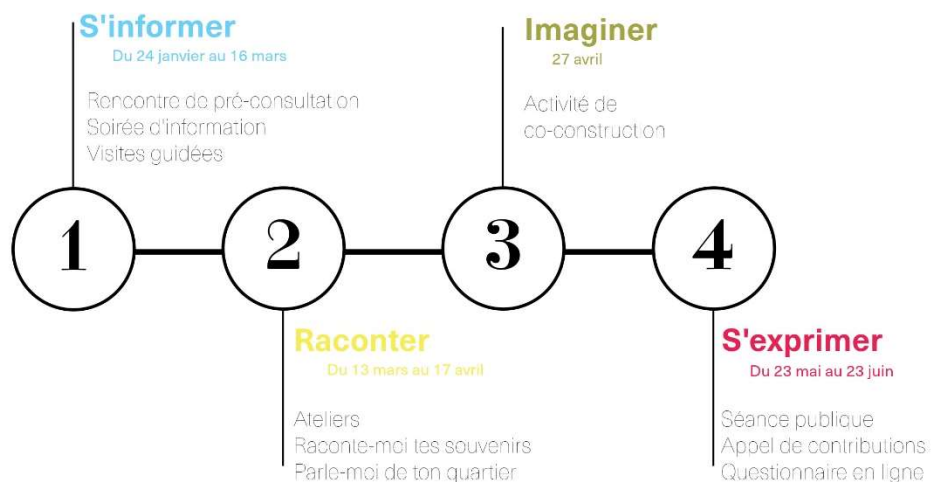 S'informer
Du 24 janvier au 16 mars
Rencontre de pré-consultation
Soirée d'information
Visites guidées
Imaginer
27 avril
Activité de
co-construction
1
2
3
4
Raconter
Du 13 mars au 17 avril
Ateliers
Raconte-moi tes souvenirs
Parle-moi de ton quartier
S'exprimer
Du 23 mai au 23 juin
Séance publique
Appel de contributions
Questionnaire en ligne